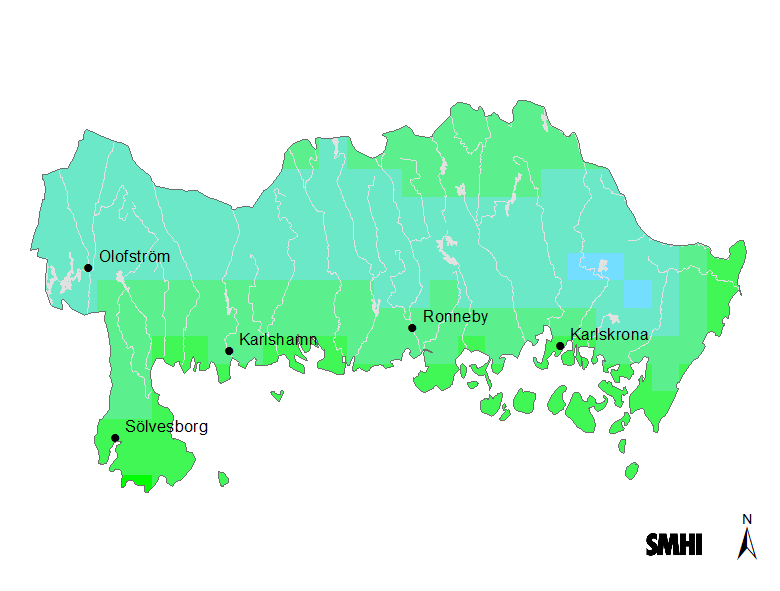 Olofström
Ronneby
Karlshamn
Karlskrona
Sölvesborg
N
SMHI